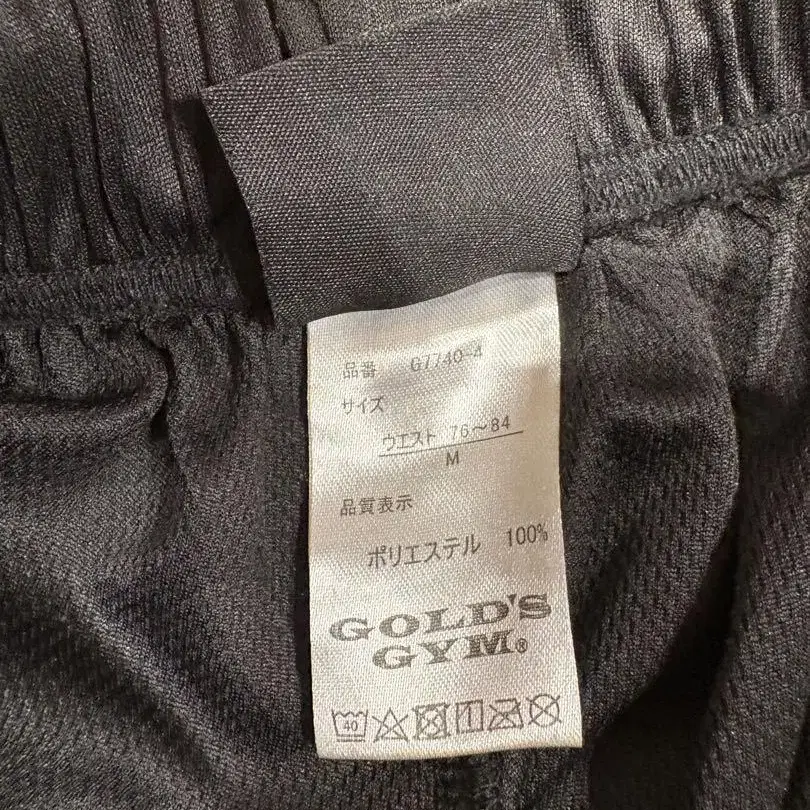 品番 G7740-4
サイズ
ウエスト 76～84
M
品質表示
ポリエステル 100%
GOLD'S
GYM®
40